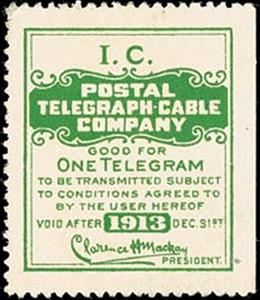 I. C.
POSTAL
TELEGRAPH-CABLE
COMPANY
GOOD FOR
ONE TELEGRAM
TO BE TRANSMITTED SUBJECT
TO CONDITIONS AGREED TO
BY THE USER HEREOF
VOID AFTER 1913 DEC. 31ST
Clarence H Mackay
PRESIDENT.